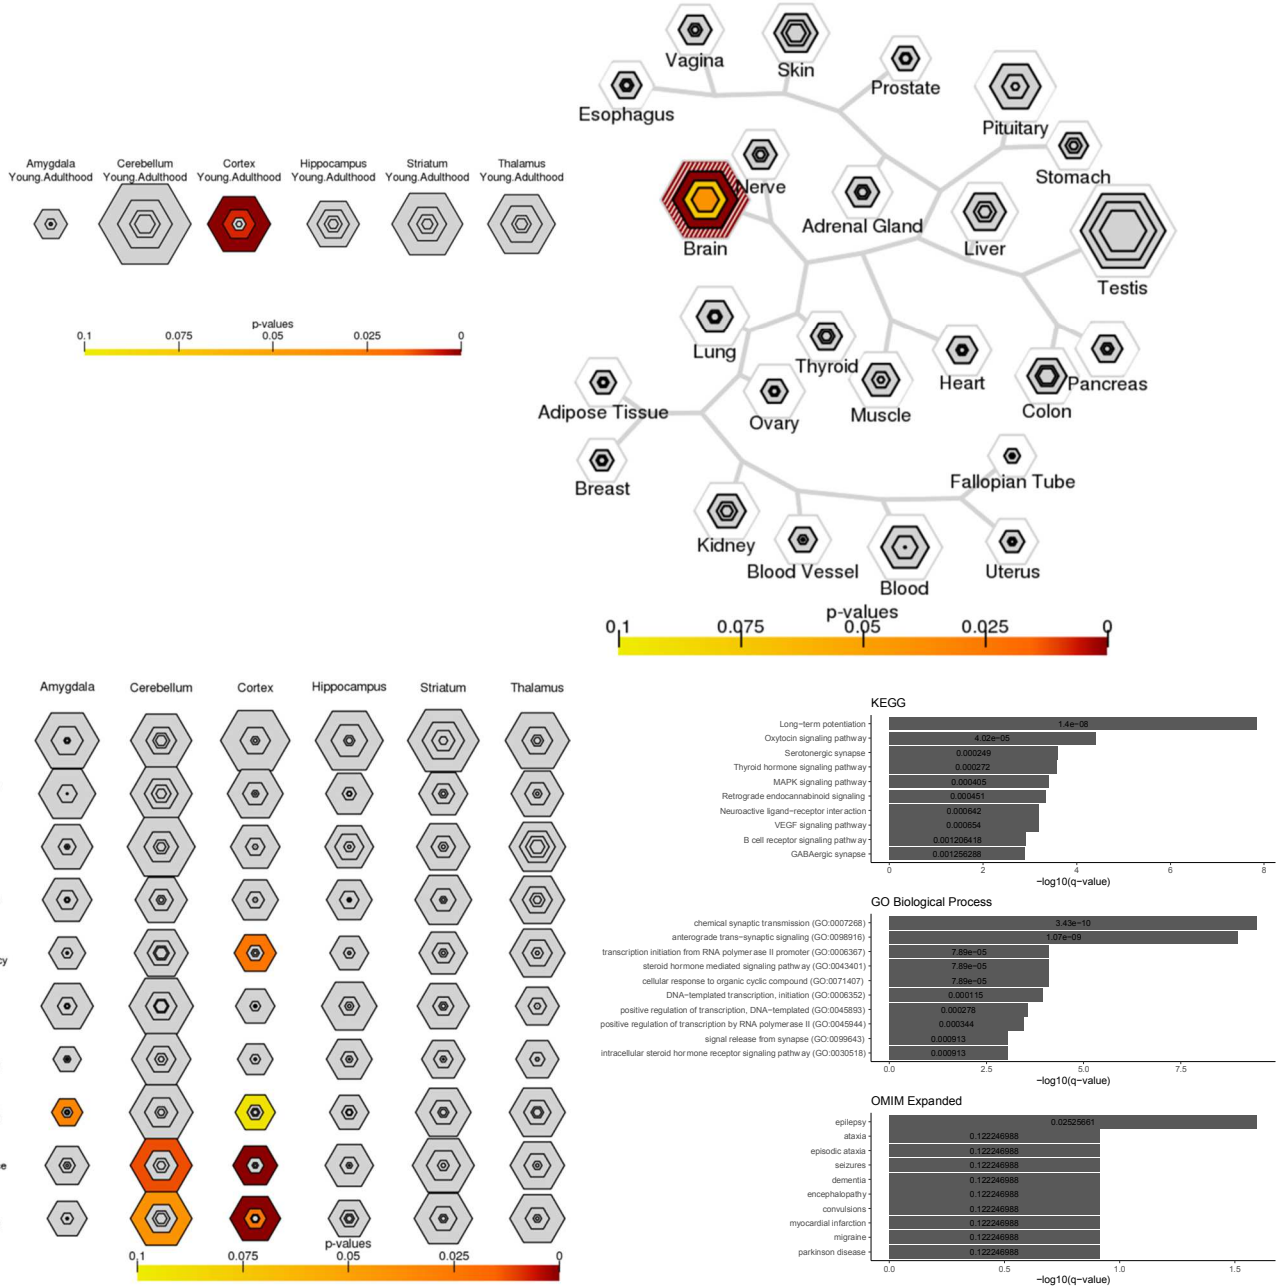 Vagina
Skin
Prostate
Esophagus
Pituitary
Stomach
Nerve
Adrenal Gland
Brain
Liver
Testis
Lung
Thyroid
Heart
Pancreas
Muscle
Colon
Adipose Tissue
Ovary
Breast
Fallopian Tube
Kidney
Blood Vessel
Uterus
Blood
p-values
0.1 0.075 0.05 0.025 0
Amygdala Cerebellum Cortex Hippocampus Striatum Thalamus
Young.Adulthood Young.Adulthood Young.Adulthood Young.Adulthood Young.Adulthood Young.Adulthood
p-values
0.1 0.075 0.05 0.025 0
Amygdala Cerebellum Cortex Hippocampus Striatum Thalamus
cy
e
p-values
0.1 0.075 0.05 0.025 0
KEGG
Long−term potentiation 1.4e−08
Oxytocin signaling pathway 4.02e−05
Serotonergic synapse 0.000249
Thyroid hormone signaling pathway 0.000272
MAPK signaling pathway 0.000405
Retrograde endocannabinoid signaling 0.000451
Neuroactive ligand−receptor interaction 0.000642
VEGF signaling pathway 0.000654
B cell receptor signaling pathway 0.001206418
GABAergic synapse 0.001256288
0 2 4 6 8
−log10(q−value)
GO Biological Process
chemical synaptic transmission (GO:0007268) 3.43e−10
anterograde trans−synaptic signaling (GO:0098916) 1.07e−09
transcription initiation from RNA polymerase II promoter (GO:0006367) 7.89e−05
steroid hormone mediated signaling pathway (GO:0043401) 7.89e−05
cellular response to organic cyclic compound (GO:0071407) 7.89e−05
DNA−templated transcription, initiation (GO:0006352) 0.000115
positive regulation of transcription, DNA−templated (GO:0045893) 0.000278
positive regulation of transcription by RNA polymerase II (GO:0045944) 0.000344
signal release from synapse (GO:0099643) 0.000913
intracellular steroid hormone receptor signaling pathway (GO:0030518) 0.000913
0.0 2.5 5.0 7.5
−log10(q−value)
OMIM Expanded
epilepsy 0.02525661
ataxia 0.122246988
episodic ataxia 0.122246988
seizures 0.122246988
dementia 0.122246988
encephalopathy 0.122246988
convulsions 0.122246988
myocardial infarction 0.122246988
migraine 0.122246988
parkinson disease 0.122246988
0.0 0.5 1.0 1.5
−log10(q−value)